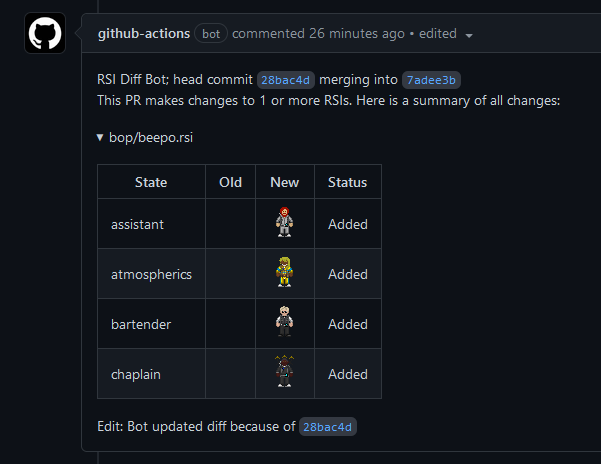 github-actions bot commented 26 minutes ago • edited
RSI Diff Bot; head commit 28bac4d merging into 7adee3b
This PR makes changes to 1 or more RSIs. Here is a summary of all changes:
bop/beepo.rsi
State Old New Status
assistant Added
atmospherics Added
bartender Added
chaplain Added
Edit: Bot updated diff because of 28bac4d